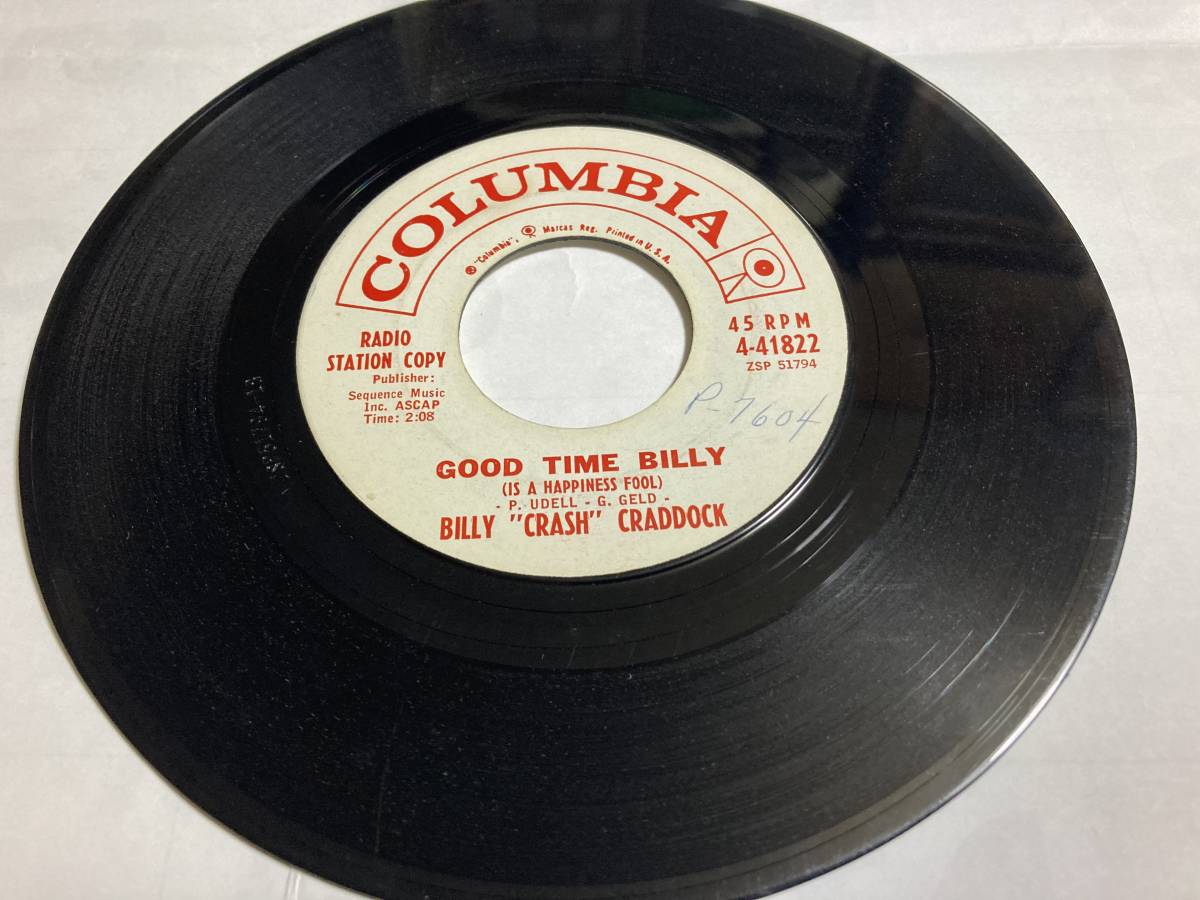 COLUMBIA
® "Columbia", Marcas Reg. Printed in U.S.A.
RADIO
STATION COPY
Publisher:
Sequence Music
Inc. ASCAP
Time: 2:08
45 RPM
4-41822
ZSP 51794
P-7604
GOOD TIME BILLY
(IS A HAPPINESS FOOL)
- P. UDELL - G. GELD -
BILLY "CRASH" CRADDOCK